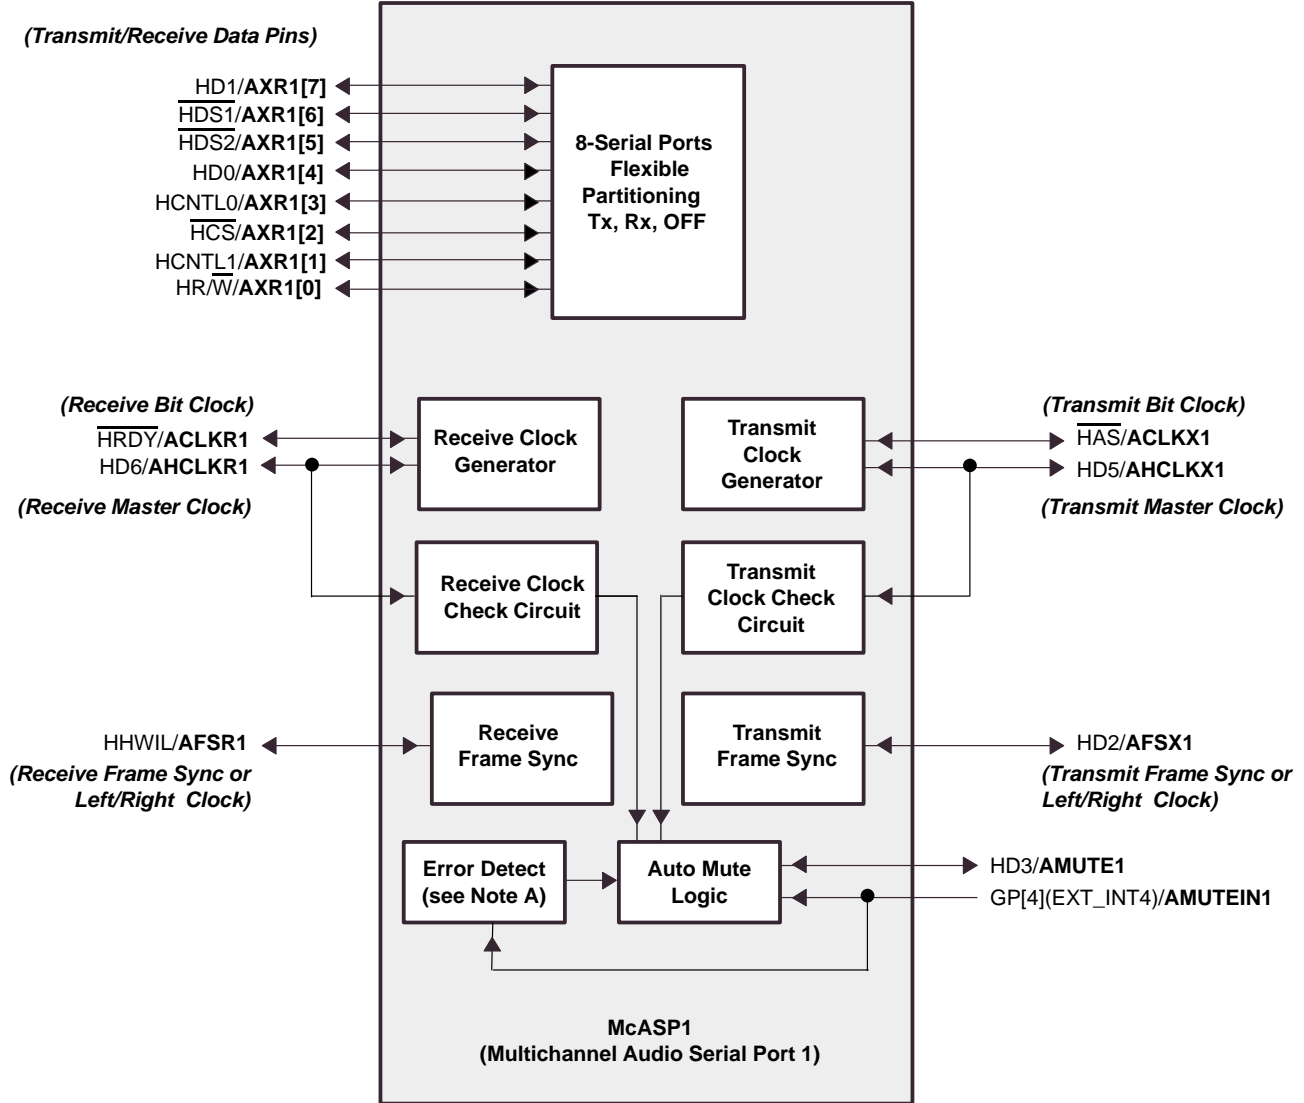 (Transmit/Receive Data Pins)
HD1/AXR1[7]
HDS1/AXR1[6]
HDS2/AXR1[5]
HD0/AXR1[4]
HCNTL0/AXR1[3]
HCS/AXR1[2]
HCNTL1/AXR1[1]
HR/W/AXR1[0]
8-Serial Ports
Flexible
Partitioning
Tx, Rx, OFF
(Receive Bit Clock)
HRDY/ACLKR1
HD6/AHCLKR1
(Receive Master Clock)
Receive Clock
Generator
Transmit
Clock
Generator
(Transmit Bit Clock)
HAS/ACLKX1
HD5/AHCLKX1
(Transmit Master Clock)
Receive Clock
Check Circuit
Transmit
Clock Check
Circuit
HHWIL/AFSR1
(Receive Frame Sync or
Left/Right Clock)
Receive
Frame Sync
Transmit
Frame Sync
HD2/AFSX1
(Transmit Frame Sync or
Left/Right Clock)
Error Detect
(see Note A)
Auto Mute
Logic
HD3/AMUTE1
GP[4](EXT_INT4)/AMUTEIN1
McASP1
(Multichannel Audio Serial Port 1)